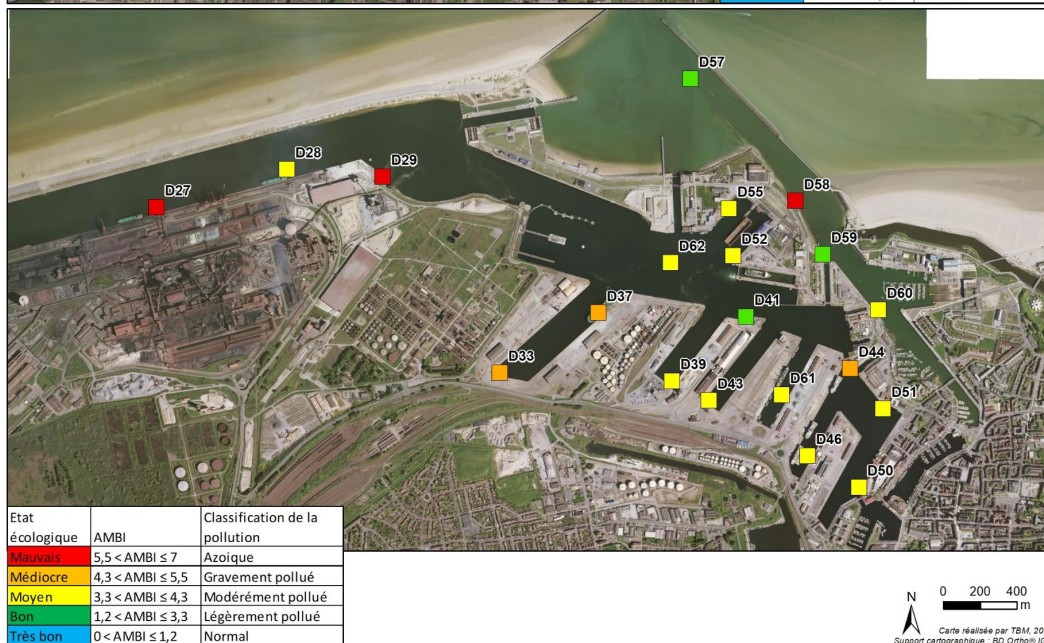 D57
D28
D29
D27
D58
D55
D59
D62
D52
D60
D37
D41
D44
D33
D39
D43
D61
D51
D46
D50
Etat écologique AMBI Classification de la pollution
Mauvais 5,5 < AMBI ≤ 7 Azoique
Médiocre 4,3 < AMBI ≤ 5,5 Gravement pollué
Moyen 3,3 < AMBI ≤ 4,3 Modérément pollué
Bon 1,2 < AMBI ≤ 3,3 Légèrement pollué
Très bon 0 < AMBI ≤ 1,2 Normal
N
0 200 400
m
Carte réalisée par TBM, 20
Support cartographique : BD Ortho®